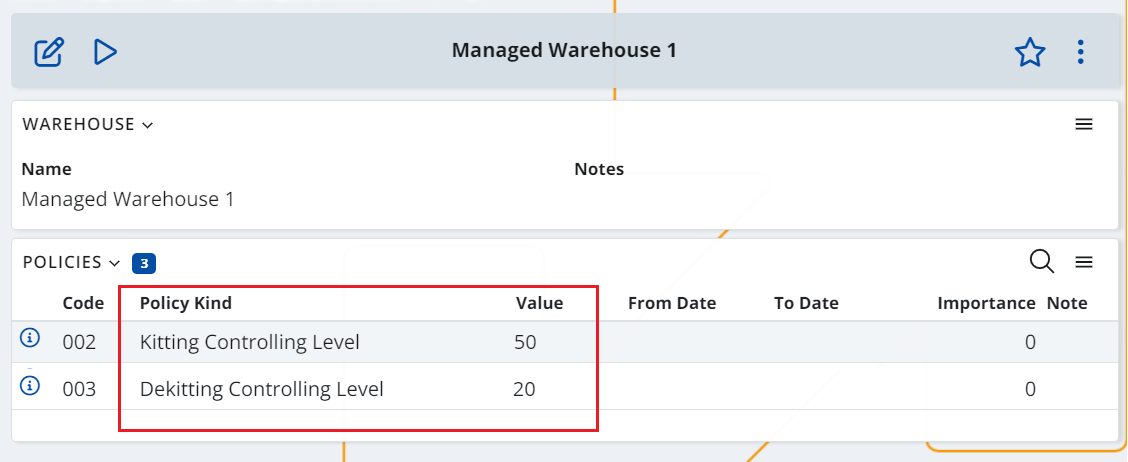 Managed Warehouse 1
WAREHOUSE
Name Notes
Managed Warehouse 1
POLICIES 3
Code Policy Kind Value From Date To Date Importance Note
002 Kitting Controlling Level 50 0
003 Dekitting Controlling Level 20 0